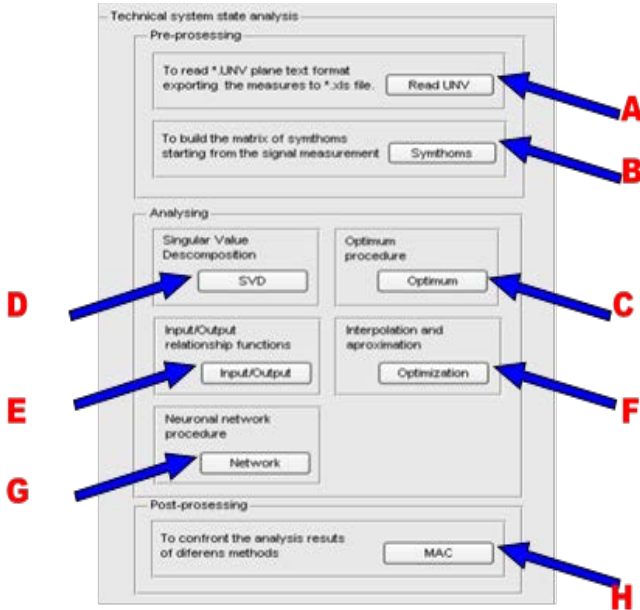 Technical system state analysis
Pre-prosessing
To read *.UNV plane text format
exporting the measures to *.xls file.
Read UNV
A
To build the matrix of symthoms
starting from the signal measurement
Symthoms
B
Analysing
Singular Value
Descomposition
SVD
D
Optimum
procedure
Optimum
C
Input/Output
relationship functions
Input/Output
E
Interpolation and
aproximation
Optimization
F
Neuronal network
procedure
Network
G
Post-prosessing
To confront the analysis resuts
of diferens methods
MAC
H